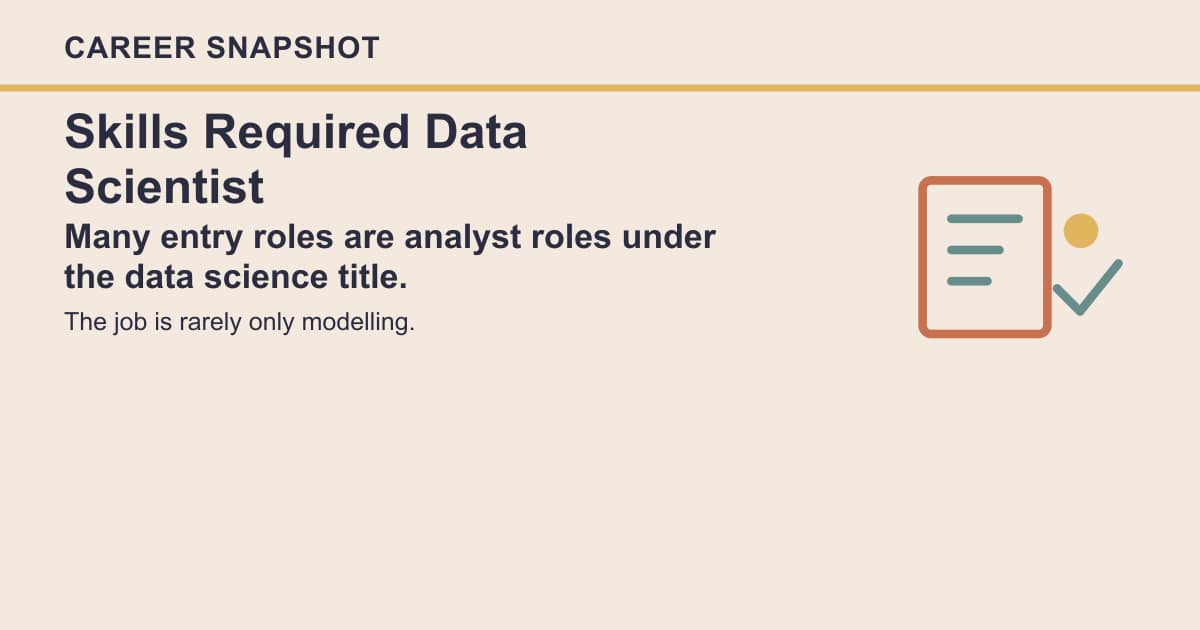 CAREER SNAPSHOT
Skills Required Data
Scientist
Many entry roles are analyst roles under
the data science title.
The job is rarely only modelling.